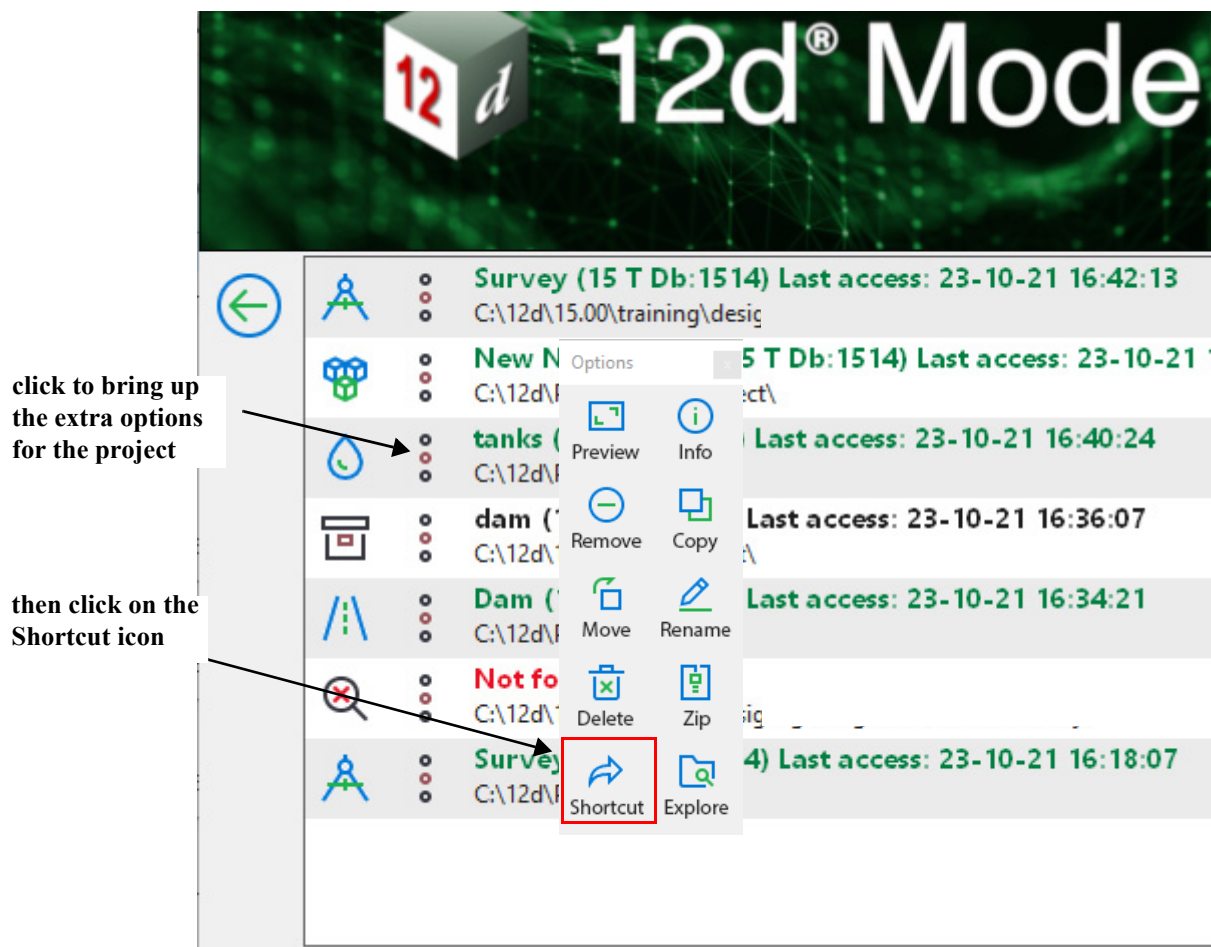 12 d 12d® Mode
Survey (15 T Db:1514) Last access: 23-10-21 16:42:13
C:\12d\15.00\training\desig
New N 5 T Db:1514) Last access: 23-10-21
C:\12d\ ect\
click to bring up
the extra options
for the project
tanks ( ) Last access: 23-10-21 16:40:24
C:\12d\
dam ( Last access: 23-10-21 16:36:07
C:\12d\
then click on the
Shortcut icon
Dam ( Last access: 23-10-21 16:34:21
C:\12d\
Not fo
C:\12d\ sig
Survey 4) Last access: 23-10-21 16:18:07
C:\12d\
Options x
Preview Info
Remove Copy
Move Rename
Delete Zip
Shortcut Explore